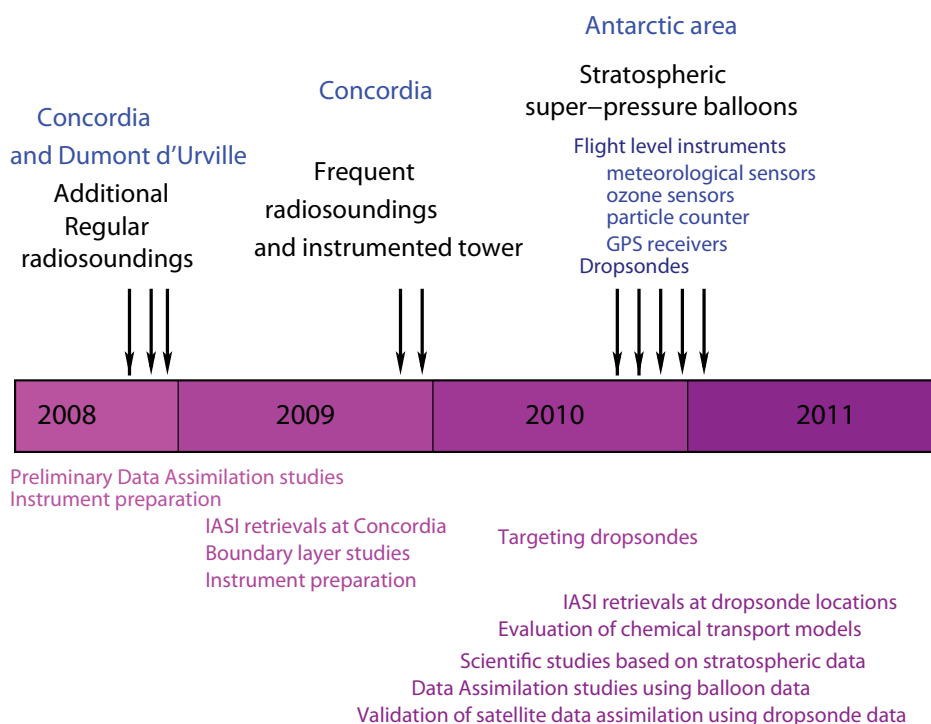 Concordia
and Dumont d'Urville
Additional
Regular
radiosoundings
Concordia
Frequent
radiosoundings
and instrumented tower
Antarctic area
Stratospheric
super−pressure balloons
Flight level instruments
meteorological sensors
ozone sensors
particle counter
GPS receivers
Dropsondes
2008
2009
2010
2011
Preliminary Data Assimilation studies
Instrument preparation
IASI retrievals at Concordia
Boundary layer studies
Instrument preparation
Targeting dropsondes
IASI retrievals at dropsonde locations
Evaluation of chemical transport models
Scientific studies based on stratospheric data
Data Assimilation studies using balloon data
Validation of satellite data assimilation using dropsonde data